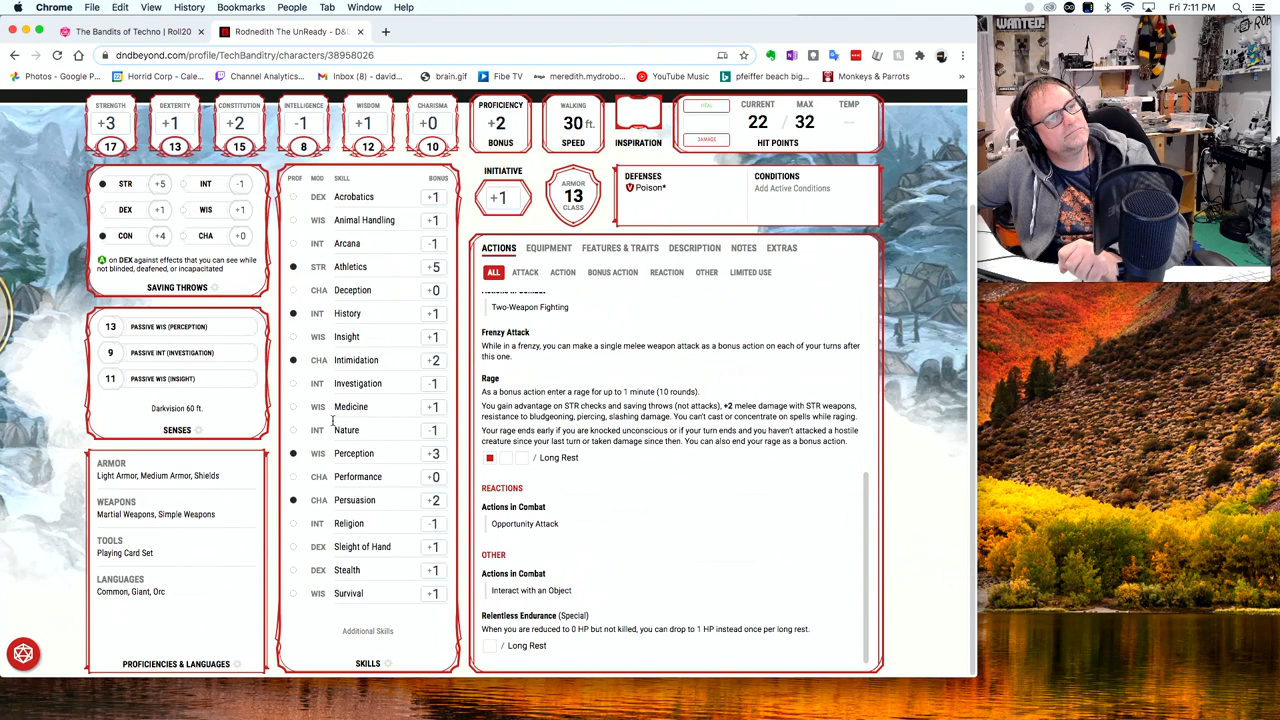 Chrome File Edit View History Bookmarks People Tab Window Help
Fri 7:11 PM
The Bandits of Techno | Roll20
Rodnedith The UnReady - D&
dndbeyond.com/profile/TechBanditry/characters/38958026
Photos - Google P...
Horrid Corp - Cale...
Channel Analytics...
Inbox (8) - davidd...
brain.gif
Fibe TV
meredith.mydrobo...
YouTube Music
pfeiffer beach big...
Monkeys & Parrots
»
STRENGTH
+3
17
DEXTERITY
+1
13
CONSTITUTION
+2
15
INTELLIGENCE
-1
8
WISDOM
+1
12
CHARISMA
+0
10
PROFICIENCY
+2
BONUS
WALKING
30 ft.
SPEED
INSPIRATION
HEAL
DAMAGE
CURRENT MAX TEMP
22 / 32 --
HIT POINTS
STR +5 INT -1
DEX +1 WIS +1
CON +4 CHA +0
A on DEX against effects that you can see while
not blinded, deafened, or incapacitated
SAVING THROWS
13 PASSIVE WIS (PERCEPTION)
9 PASSIVE INT (INVESTIGATION)
11 PASSIVE WIS (INSIGHT)
Darkvision 60 ft.
SENSES
ARMOR
Light Armor, Medium Armor, Shields
WEAPONS
Martial Weapons, Simple Weapons
TOOLS
Playing Card Set
LANGUAGES
Common, Giant, Orc
PROFICIENCIES & LANGUAGES
PROF MOD SKILL BONUS
DEX Acrobatics +1
WIS Animal Handling +1
INT Arcana -1
STR Athletics +5
CHA Deception +0
INT History +1
WIS Insight +1
CHA Intimidation +2
INT Investigation -1
WIS Medicine +1
INT Nature -1
WIS Perception +3
CHA Performance +0
CHA Persuasion +2
INT Religion -1
DEX Sleight of Hand +1
DEX Stealth +1
WIS Survival +1
Additional Skills
SKILLS
INITIATIVE
+1
ARMOR
13
CLASS
DEFENSES
Poison*
CONDITIONS
Add Active Conditions
ACTIONS EQUIPMENT FEATURES & TRAITS DESCRIPTION NOTES EXTRAS
ALL ATTACK ACTION BONUS ACTION REACTION OTHER LIMITED USE
Actions in Combat
Two-Weapon Fighting
Frenzy Attack
While in a frenzy, you can make a single melee weapon attack as a bonus action on each of your turns after
this one.
Rage
As a bonus action enter a rage for up to 1 minute (10 rounds).
You gain advantage on STR checks and saving throws (not attacks), +2 melee damage with STR weapons,
resistance to bludgeoning, piercing, slashing damage. You can't cast or concentrate on spells while raging.
Your rage ends early if you are knocked unconscious or if your turn ends and you haven't attacked a hostile
creature since your last turn or taken damage since then. You can also end your rage as a bonus action.
/ Long Rest
REACTIONS
Actions in Combat
Opportunity Attack
OTHER
Actions in Combat
Interact with an Object
Relentless Endurance (Special)
When you are reduced to 0 HP but not killed, you can drop to 1 HP instead once per long rest.
/ Long Rest
WANTED!